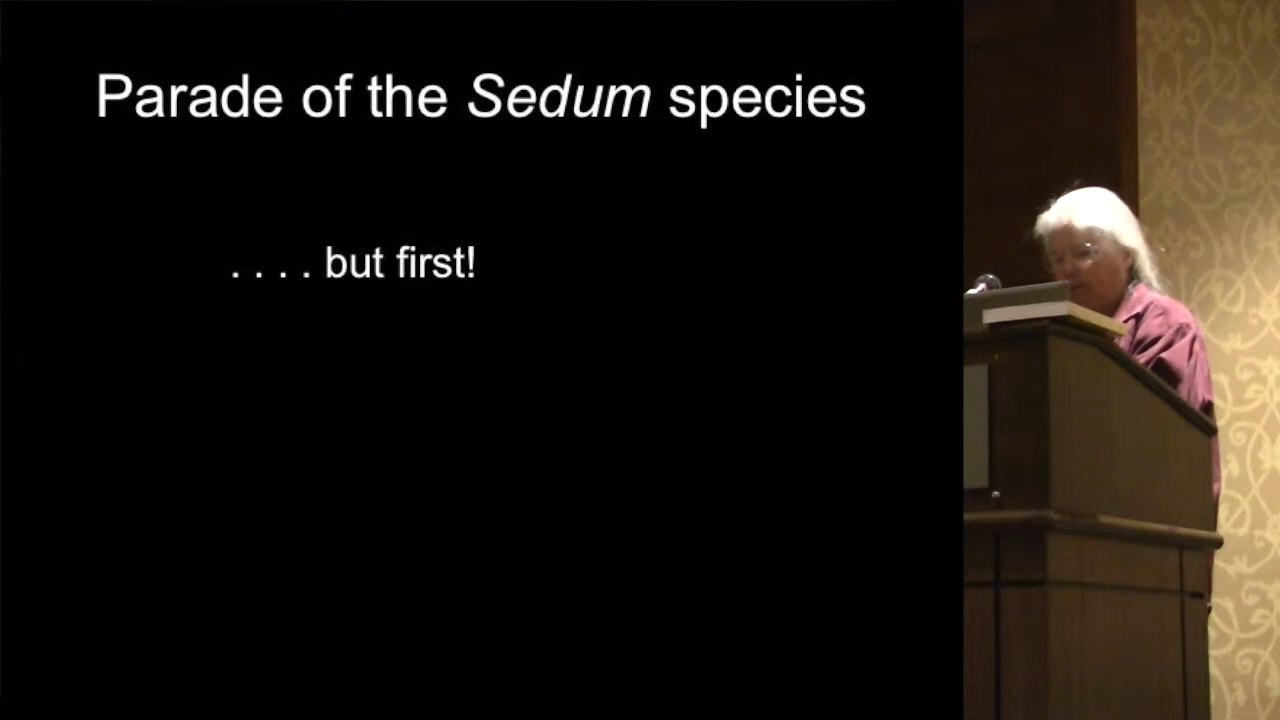 Parade of the Sedum species
. . . . but first!